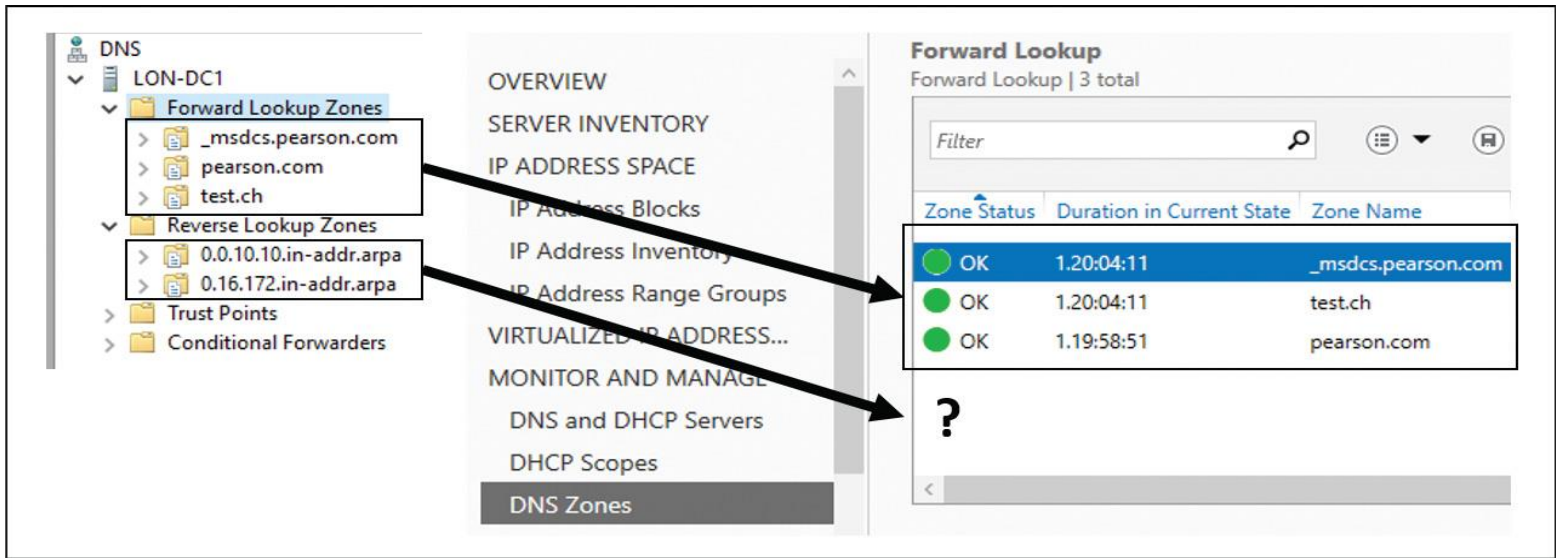 DNS
LON-DC1
Forward Lookup Zones
_msdcs.pearson.com
pearson.com
test.ch
Reverse Lookup Zones
0.0.10.10.in-addr.arpa
0.16.172.in-addr.arpa
Trust Points
Conditional Forwarders
OVERVIEW
SERVER INVENTORY
IP ADDRESS SPACE
IP Address Blocks
IP Address Inventory
IP Address Range Groups
VIRTUALIZED IP ADDRESS...
MONITOR AND MANAGE
DNS and DHCP Servers
DHCP Scopes
DNS Zones
Forward Lookup
Forward Lookup | 3 total
Filter
Zone Status Duration in Current State Zone Name
OK 1.20:04:11 _msdcs.pearson.com
OK 1.20:04:11 test.ch
OK 1.19:58:51 pearson.com
?